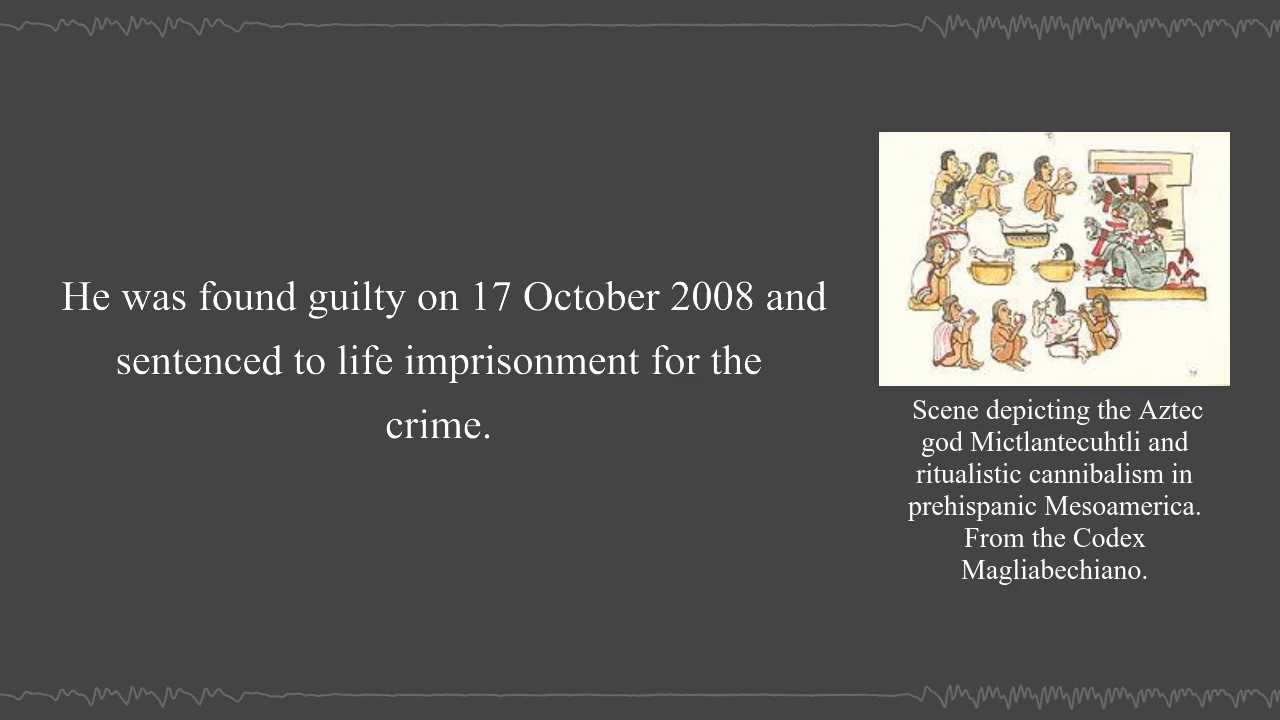 He was found guilty on 17 October 2008 and
sentenced to life imprisonment for the
crime.
Scene depicting the Aztec
god Mictlantecuhtli and
ritualistic cannibalism in
prehispanic Mesoamerica.
From the Codex
Magliabechiano.